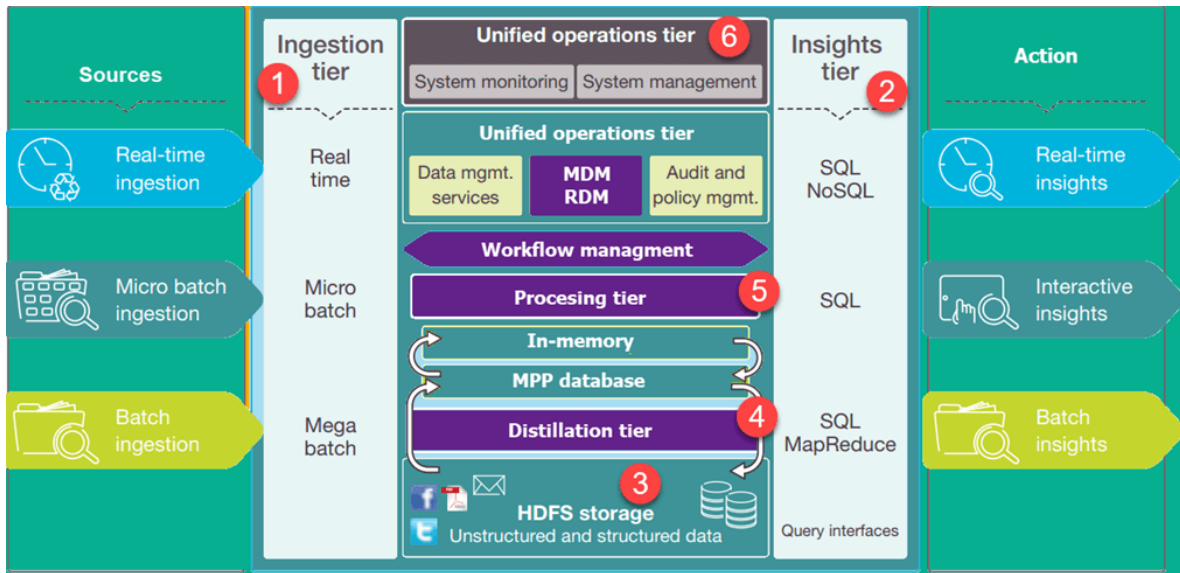 Sources
Real-time
ingestion
Micro batch
ingestion
Batch
ingestion
Ingestion
tier
1
Real
time
Micro
batch
Mega
batch
Unified operations tier
6
System monitoring
System management
Unified operations tier
Data mgmt.
services
MDM
RDM
Audit and
policy mgmt.
Workflow managment
Procesing tier
5
In-memory
MPP database
Distillation tier
4
3
HDFS storage
Unstructured and structured data
Insights
tier
2
SQL
NoSQL
SQL
SQL
MapReduce
Query interfaces
Action
Real-time
insights
Interactive
insights
Batch
insights